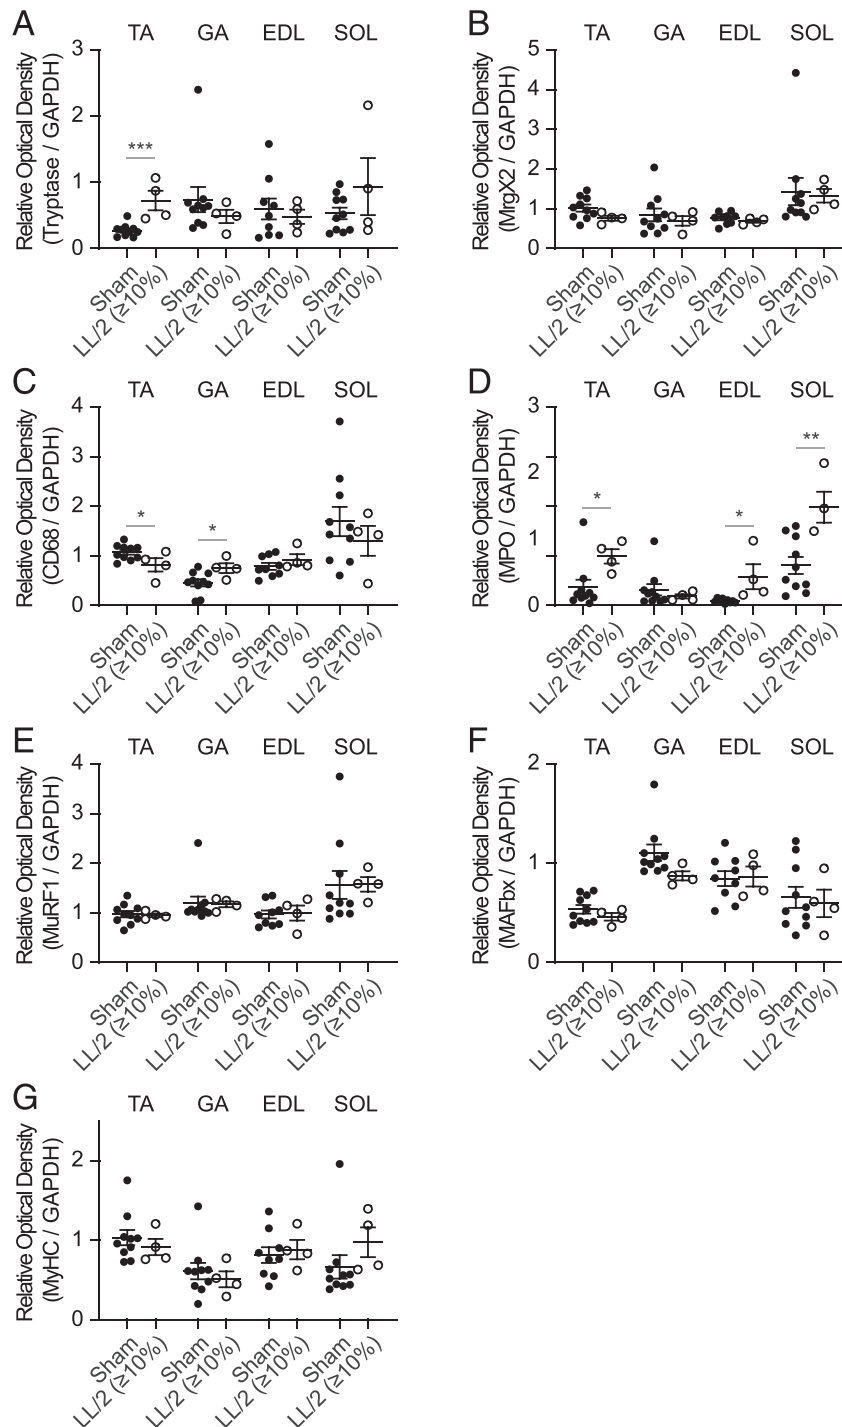 A
TA GA EDL SOL
Relative Optical Density
(Tryptase / GAPDH)
3
2
1
0
***
Sham
LL/2 (≥10%)
Sham
LL/2 (≥10%)
Sham
LL/2 (≥10%)
Sham
LL/2 (≥10%)
B
TA GA EDL SOL
Relative Optical Density
(MrgX2 / GAPDH)
5
4
3
2
1
0
Sham
LL/2 (≥10%)
Sham
LL/2 (≥10%)
Sham
LL/2 (≥10%)
Sham
LL/2 (≥10%)
C
TA GA EDL SOL
Relative Optical Density
(CD68 / GAPDH)
4
3
2
1
0
*
*
Sham
LL/2 (≥10%)
Sham
LL/2 (≥10%)
Sham
LL/2 (≥10%)
Sham
LL/2 (≥10%)
D
TA GA EDL SOL
Relative Optical Density
(MPO / GAPDH)
3
2
1
0
*
*
**
Sham
LL/2 (≥10%)
Sham
LL/2 (≥10%)
Sham
LL/2 (≥10%)
Sham
LL/2 (≥10%)
E
TA GA EDL SOL
Relative Optical Density
(MuRF1 / GAPDH)
4
3
2
1
0
Sham
LL/2 (≥10%)
Sham
LL/2 (≥10%)
Sham
LL/2 (≥10%)
Sham
LL/2 (≥10%)
F
TA GA EDL SOL
Relative Optical Density
(MAFbx / GAPDH)
2
1
0
Sham
LL/2 (≥10%)
Sham
LL/2 (≥10%)
Sham
LL/2 (≥10%)
Sham
LL/2 (≥10%)
G
TA GA EDL SOL
Relative Optical Density
(MyHC / GAPDH)
2
1
0
Sham
LL/2 (≥10%)
Sham
LL/2 (≥10%)
Sham
LL/2 (≥10%)
Sham
LL/2 (≥10%)